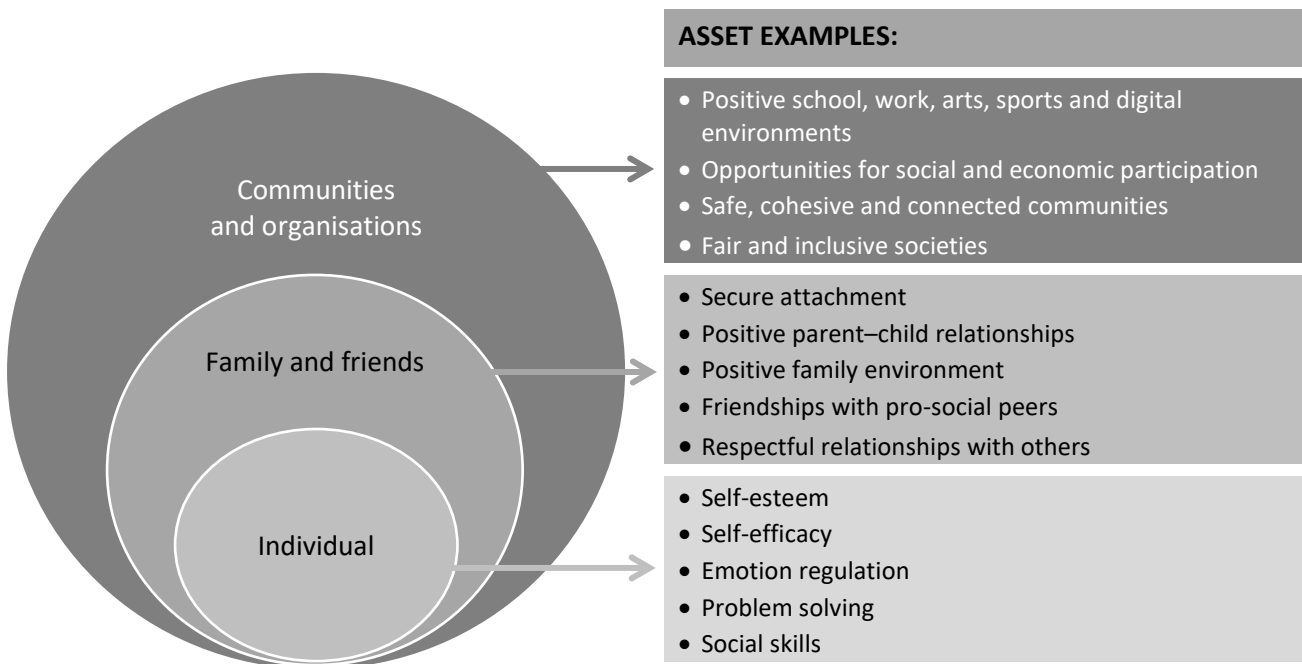 ASSET EXAMPLES:
Communities
and organisations
• Positive school, work, arts, sports and digital
environments
• Opportunities for social and economic participation
• Safe, cohesive and connected communities
• Fair and inclusive societies
Family and friends
• Secure attachment
• Positive parent–child relationships
• Positive family environment
• Friendships with pro-social peers
• Respectful relationships with others
Individual
• Self-esteem
• Self-efficacy
• Emotion regulation
• Problem solving
• Social skills